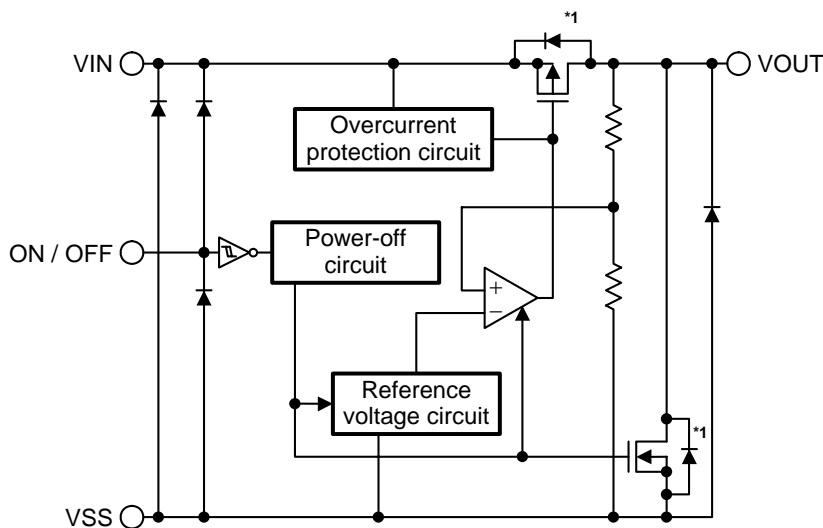 *1
VIN
VOUT
Overcurrent
protection circuit
ON / OFF
Power-off
circuit
+
−
Reference
voltage circuit
*1
VSS